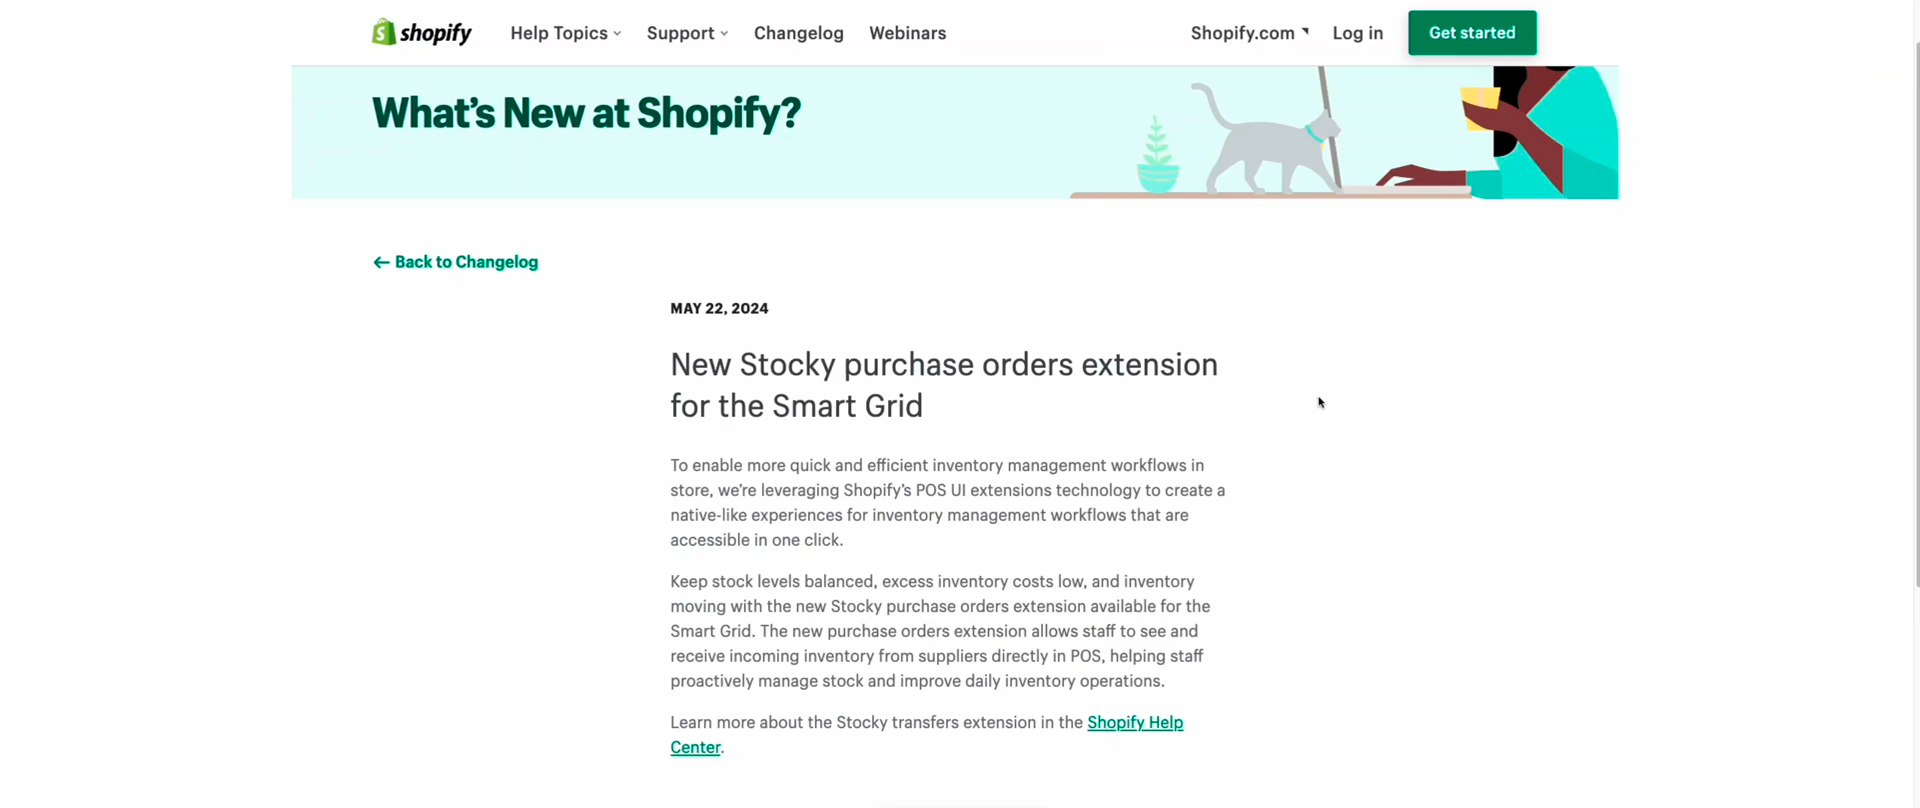 shopify Help Topics Support Changelog Webinars Shopify.com Log in Get started
What's New at Shopify?
← Back to Changelog
MAY 22, 2024
New Stocky purchase orders extension
for the Smart Grid
To enable more quick and efficient inventory management workflows in
store, we're leveraging Shopify's POS UI extensions technology to create a
native-like experiences for inventory management workflows that are
accessible in one click.
Keep stock levels balanced, excess inventory costs low, and inventory
moving with the new Stocky purchase orders extension available for the
Smart Grid. The new purchase orders extension allows staff to see and
receive incoming inventory from suppliers directly in POS, helping staff
proactively manage stock and improve daily inventory operations.
Learn more about the Stocky transfers extension in the Shopify Help
Center.